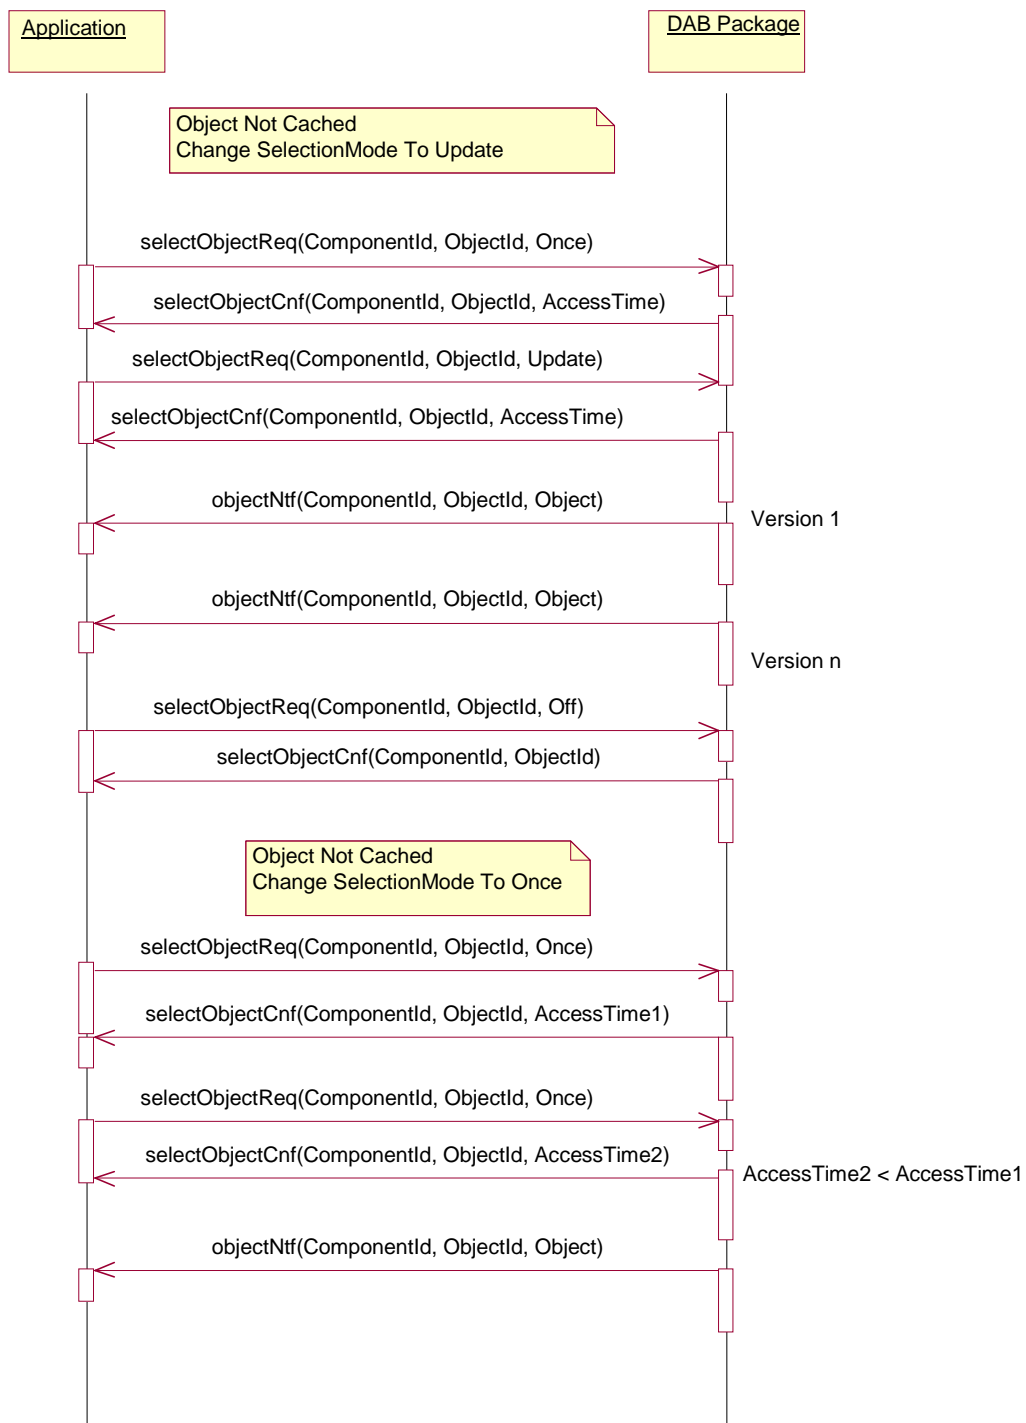 Application
DAB Package
Object Not Cached
Change SelectionMode To Update
selectObjectReq(ComponentId, ObjectId, Once)
selectObjectCnf(ComponentId, ObjectId, AccessTime)
selectObjectReq(ComponentId, ObjectId, Update)
selectObjectCnf(ComponentId, ObjectId, AccessTime)
objectNtf(ComponentId, ObjectId, Object)
Version 1
objectNtf(ComponentId, ObjectId, Object)
Version n
selectObjectReq(ComponentId, ObjectId, Off)
selectObjectCnf(ComponentId, ObjectId)
Object Not Cached
Change SelectionMode To Once
selectObjectReq(ComponentId, ObjectId, Once)
selectObjectCnf(ComponentId, ObjectId, AccessTime1)
selectObjectReq(ComponentId, ObjectId, Once)
selectObjectCnf(ComponentId, ObjectId, AccessTime2)
AccessTime2 < AccessTime1
objectNtf(ComponentId, ObjectId, Object)